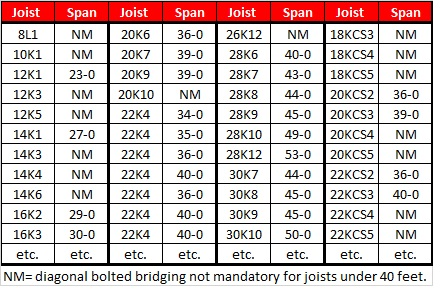 Joist Span Joist Span Joist Span Joist Span
8L1 NM 20K6 36-0 26K12 NM 18KCS3 NM
10K1 NM 20K7 39-0 28K6 40-0 18KCS4 NM
12K1 23-0 20K9 39-0 28K7 43-0 18KCS5 NM
12K3 NM 20K10 NM 28K8 44-0 20KCS2 36-0
12K5 NM 22K4 34-0 28K9 45-0 20KCS3 39-0
14K1 27-0 22K4 35-0 28K10 49-0 20KCS4 NM
14K3 NM 22K4 36-0 28K12 53-0 20KCS5 NM
14K4 NM 22K4 40-0 30K7 44-0 22KCS2 36-0
14K6 NM 22K4 40-0 30K8 45-0 22KCS3 40-0
16K2 29-0 22K4 40-0 30K9 45-0 22KCS4 NM
16K3 30-0 22K4 40-0 30K10 50-0 22KCS5 NM
etc. etc. etc. etc. etc. etc. etc. etc.
NM= diagonal bolted bridging not mandatory for joists under 40 feet.